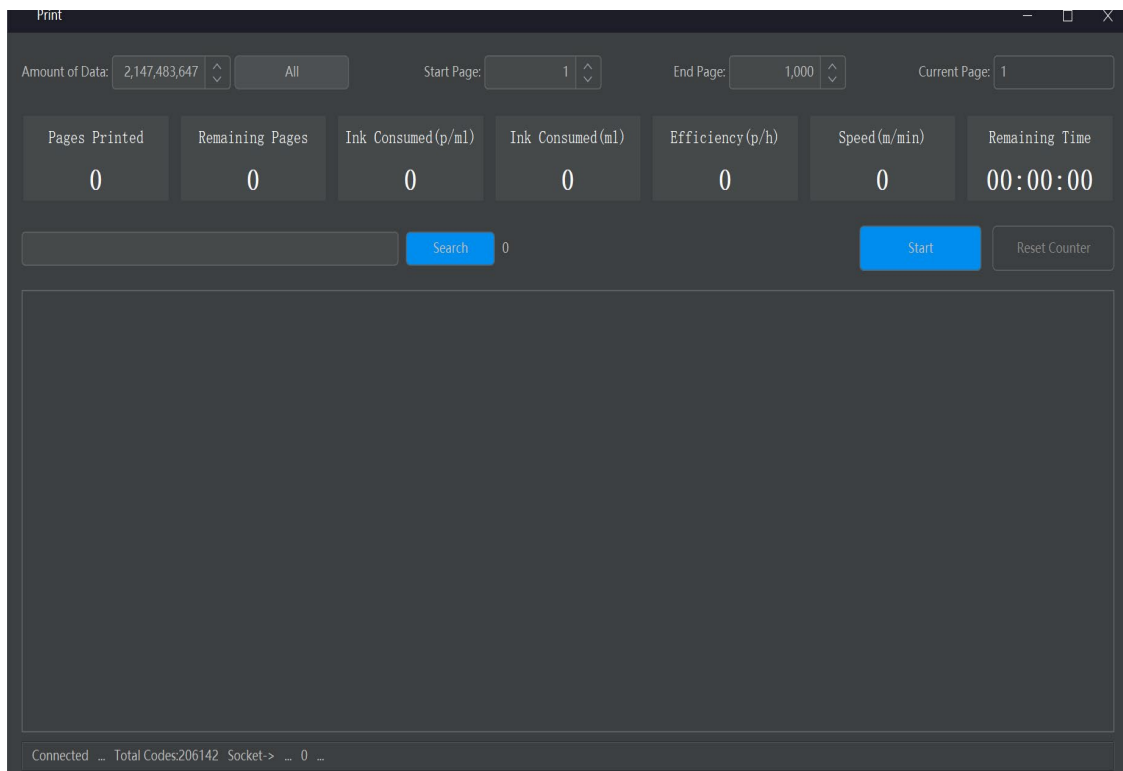 Print
Amount of Data: 2,147,483,647 All Start Page: 1 End Page: 1,000 Current Page: 1
Pages Printed Remaining Pages Ink Consumed(p/ml) Ink Consumed(ml) Efficiency(p/h) Speed(m/min) Remaining Time
0 0 0 0 0 0 00:00:00
Search 0 Start Reset Counter
Connected ... Total Codes:206142 Socket-> ... 0 ...